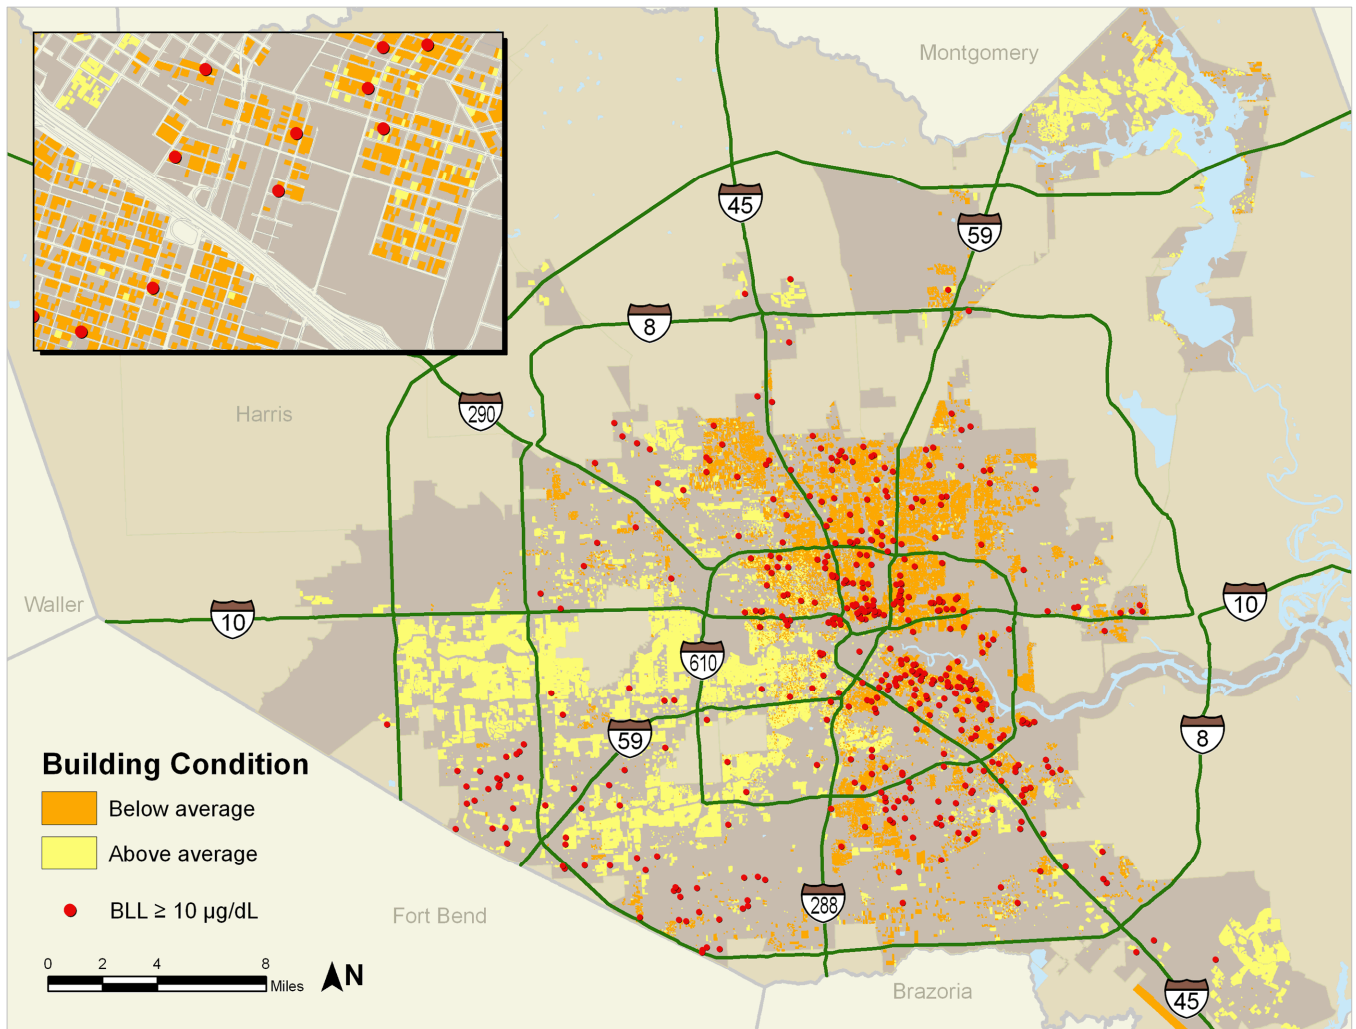 Montgomery
45
59
8
Harris
290
Waller
10
10
610
59
8
Building Condition
Below average
Above average
BLL ≥ 10 µg/dL
Fort Bend
288
0 2 4 8
Miles
N
Brazoria
45